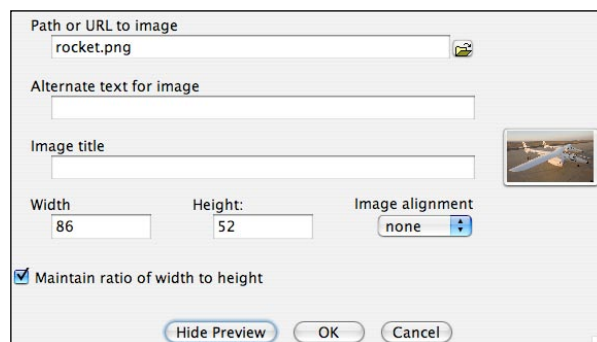 Path or URL to image
rocket.png
Alternate text for image
Image title
Width Height: Image alignment
86 52 none
Maintain ratio of width to height
Hide Preview OK Cancel